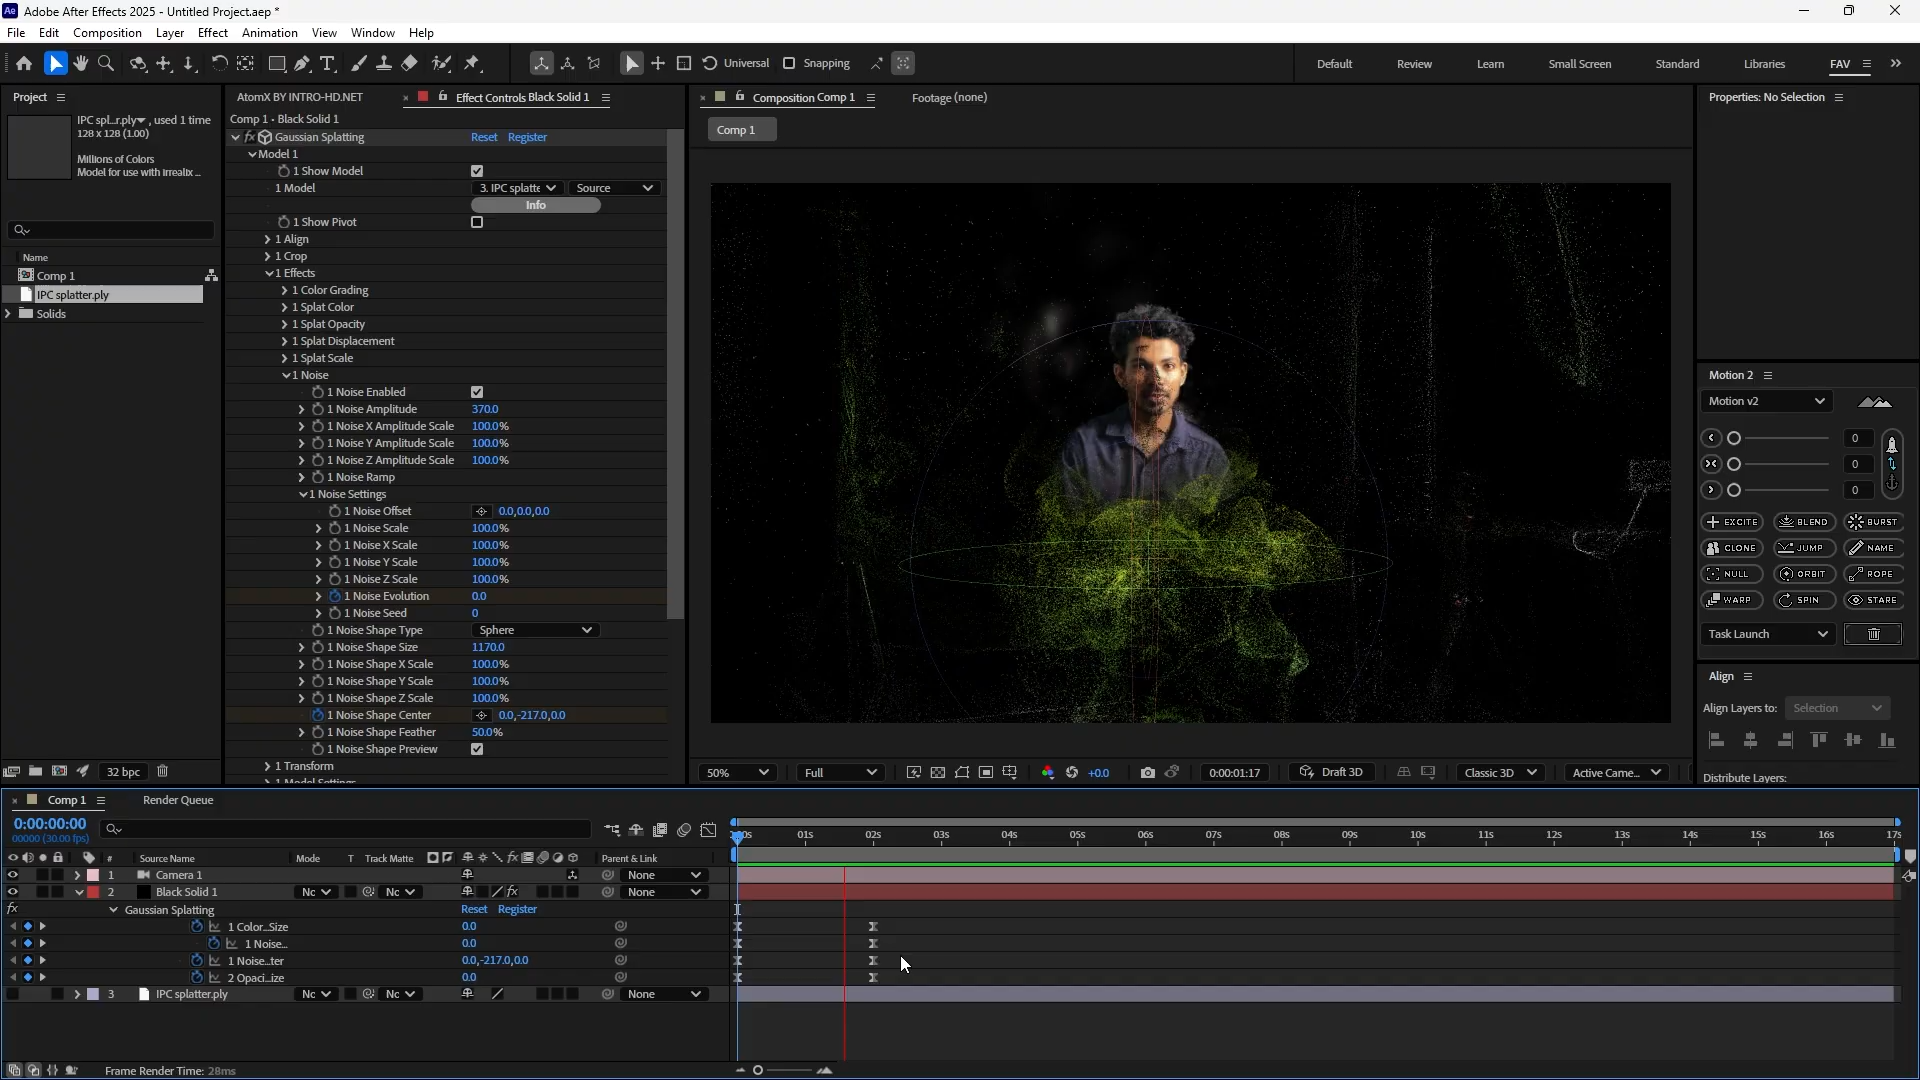 Adobe After Effects 2025 - Untitled Project.aep *
File Edit Composition Layer Effect Animation View Window Help
Universal Snapping Default Review Learn Small Screen Standard Libraries FAV
Project
IPC spl...r.ply , used 1 time
128 x 128 (1.00)
Millions of Colors
Model for use with irrealix ...
Name
Comp 1
IPC splatter.ply
Solids
32 bpc
AtomX BY INTRO-HD.NET
Effect Controls Black Solid 1
Comp 1 • Black Solid 1
Gaussian Splatting Reset Register
Model 1
1 Show Model
1 Model 3. IPC splatte Source
Info
1 Show Pivot
1 Align
1 Crop
1 Effects
1 Color Grading
1 Splat Color
1 Splat Opacity
1 Splat Displacement
1 Splat Scale
1 Noise
1 Noise Enabled
1 Noise Amplitude 370.0
1 Noise X Amplitude Scale 100.0%
1 Noise Y Amplitude Scale 100.0%
1 Noise Z Amplitude Scale 100.0%
1 Noise Ramp
1 Noise Settings
1 Noise Offset 0.0,0.0,0.0
1 Noise Scale 100.0%
1 Noise X Scale 100.0%
1 Noise Y Scale 100.0%
1 Noise Z Scale 100.0%
1 Noise Evolution 0.0
1 Noise Seed 0
1 Noise Shape Type Sphere
1 Noise Shape Size 1170.0
1 Noise Shape X Scale 100.0%
1 Noise Shape Y Scale 100.0%
1 Noise Shape Z Scale 100.0%
1 Noise Shape Center 0.0,-217.0,0.0
1 Noise Shape Feather 50.0%
1 Noise Shape Preview
1 Transform
1 Model Settings
Composition Comp 1
Footage (none)
Comp 1
50% Full +0.0 0:00:01:17 Draft 3D Classic 3D Active Came...
Properties: No Selection
Motion 2
Motion v2
0
0
0
EXCITE BLEND BURST
CLONE JUMP NAME
NULL ORBIT ROPE
WARP SPIN STARE
Task Launch
Align
Align Layers to: Selection
Distribute Layers:
Comp 1
Render Queue
0:00:00:00
00000 (30.00 fps)
01s 02s 03s 04s 05s 06s 07s 08s 09s 10s 11s 12s 13s 14s 15s 16s 17s
# Source Name Mode T Track Matte Parent & Link
1 Camera 1 None
2 Black Solid 1 Nc Nc None
Gaussian Splatting Reset Register
1 Color...Size 0.0
1 Noise... 0.0
1 Noise...ter 0.0,-217.0,0.0
2 Opaci...ize 0.0
3 IPC splatter.ply Nc Nc None
Frame Render Time: 28ms